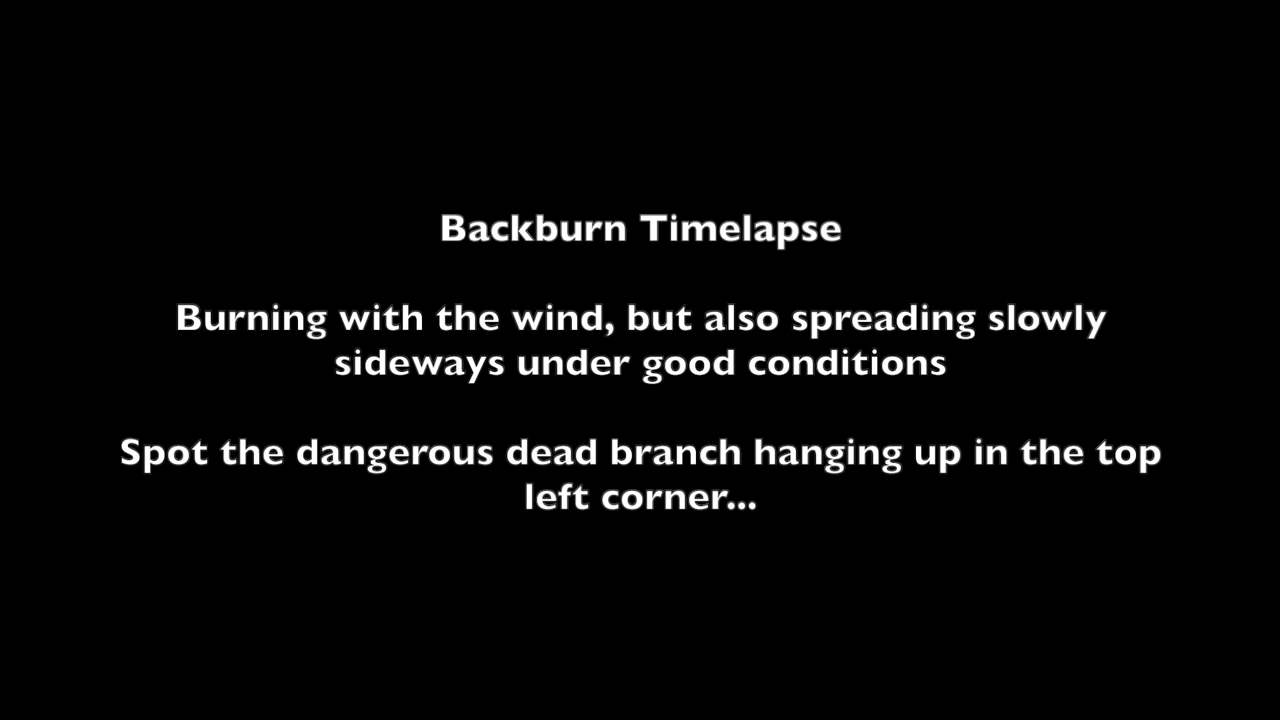 Backburn Timelapse
Burning with the wind, but also spreading slowly
sideways under good conditions
Spot the dangerous dead branch hanging up in the top
left corner...